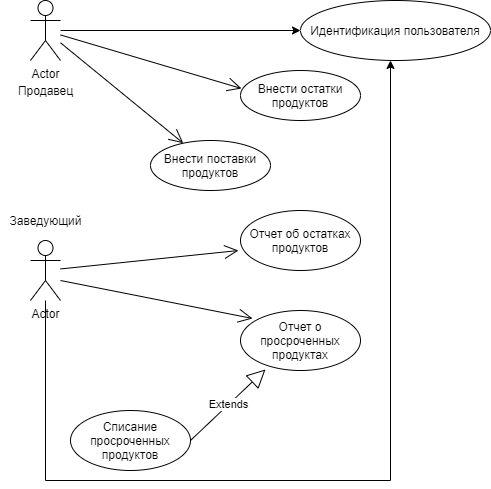 Идентификация пользователя
Actor
Продавец
Внести остатки
продуктов
Внести поставки
продуктов
Заведующий
Отчет об остатках
продуктов
Actor
Отчет о
просроченных
продуктах
Extends
Списание
просроченных
продуктов